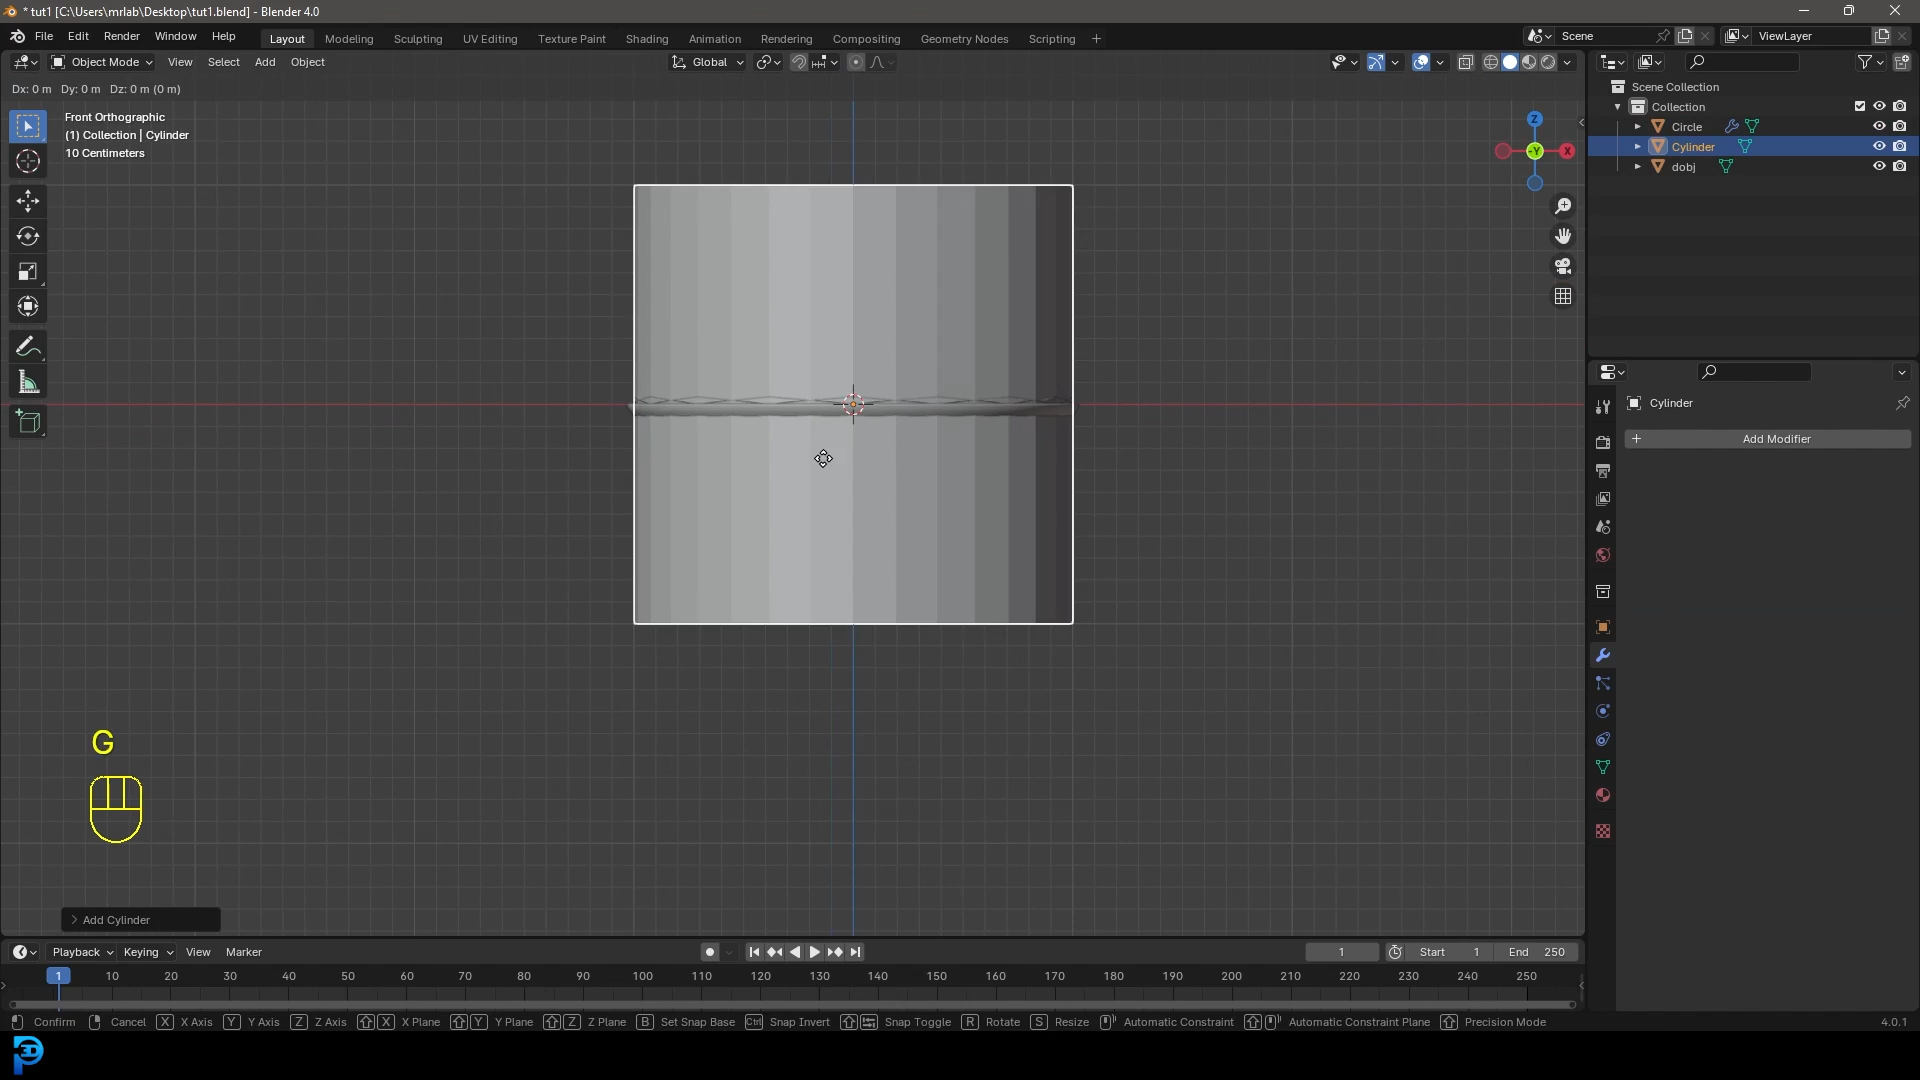 * tut1 [C:\Users\mrlab\Desktop\tut1.blend] - Blender 4.0
File Edit Render Window Help
Layout Modeling Sculpting UV Editing Texture Paint Shading Animation Rendering Compositing Geometry Nodes Scripting +
Scene
ViewLayer
Object Mode View Select Add Object
Global
Dx: 0 m Dy: 0 m Dz: 0 m (0 m)
Front Orthographic
(1) Collection | Cylinder
10 Centimeters
Z
-Y
X
Scene Collection
Collection
Circle
Cylinder
dobj
Cylinder
+ Add Modifier
G
> Add Cylinder
Playback Keying View Marker
1
Start 1
End 250
1 10 20 30 40 50 60 70 80 90 100 110 120 130 140 150 160 170 180 190 200 210 220 230 240 250
Confirm Cancel X X Axis Y Y Axis Z Z Axis X X Plane Y Y Plane Z Z Plane B Set Snap Base Ctrl Snap Invert Snap Toggle R Rotate S Resize Automatic Constraint Automatic Constraint Plane Precision Mode
4.0.1
3D